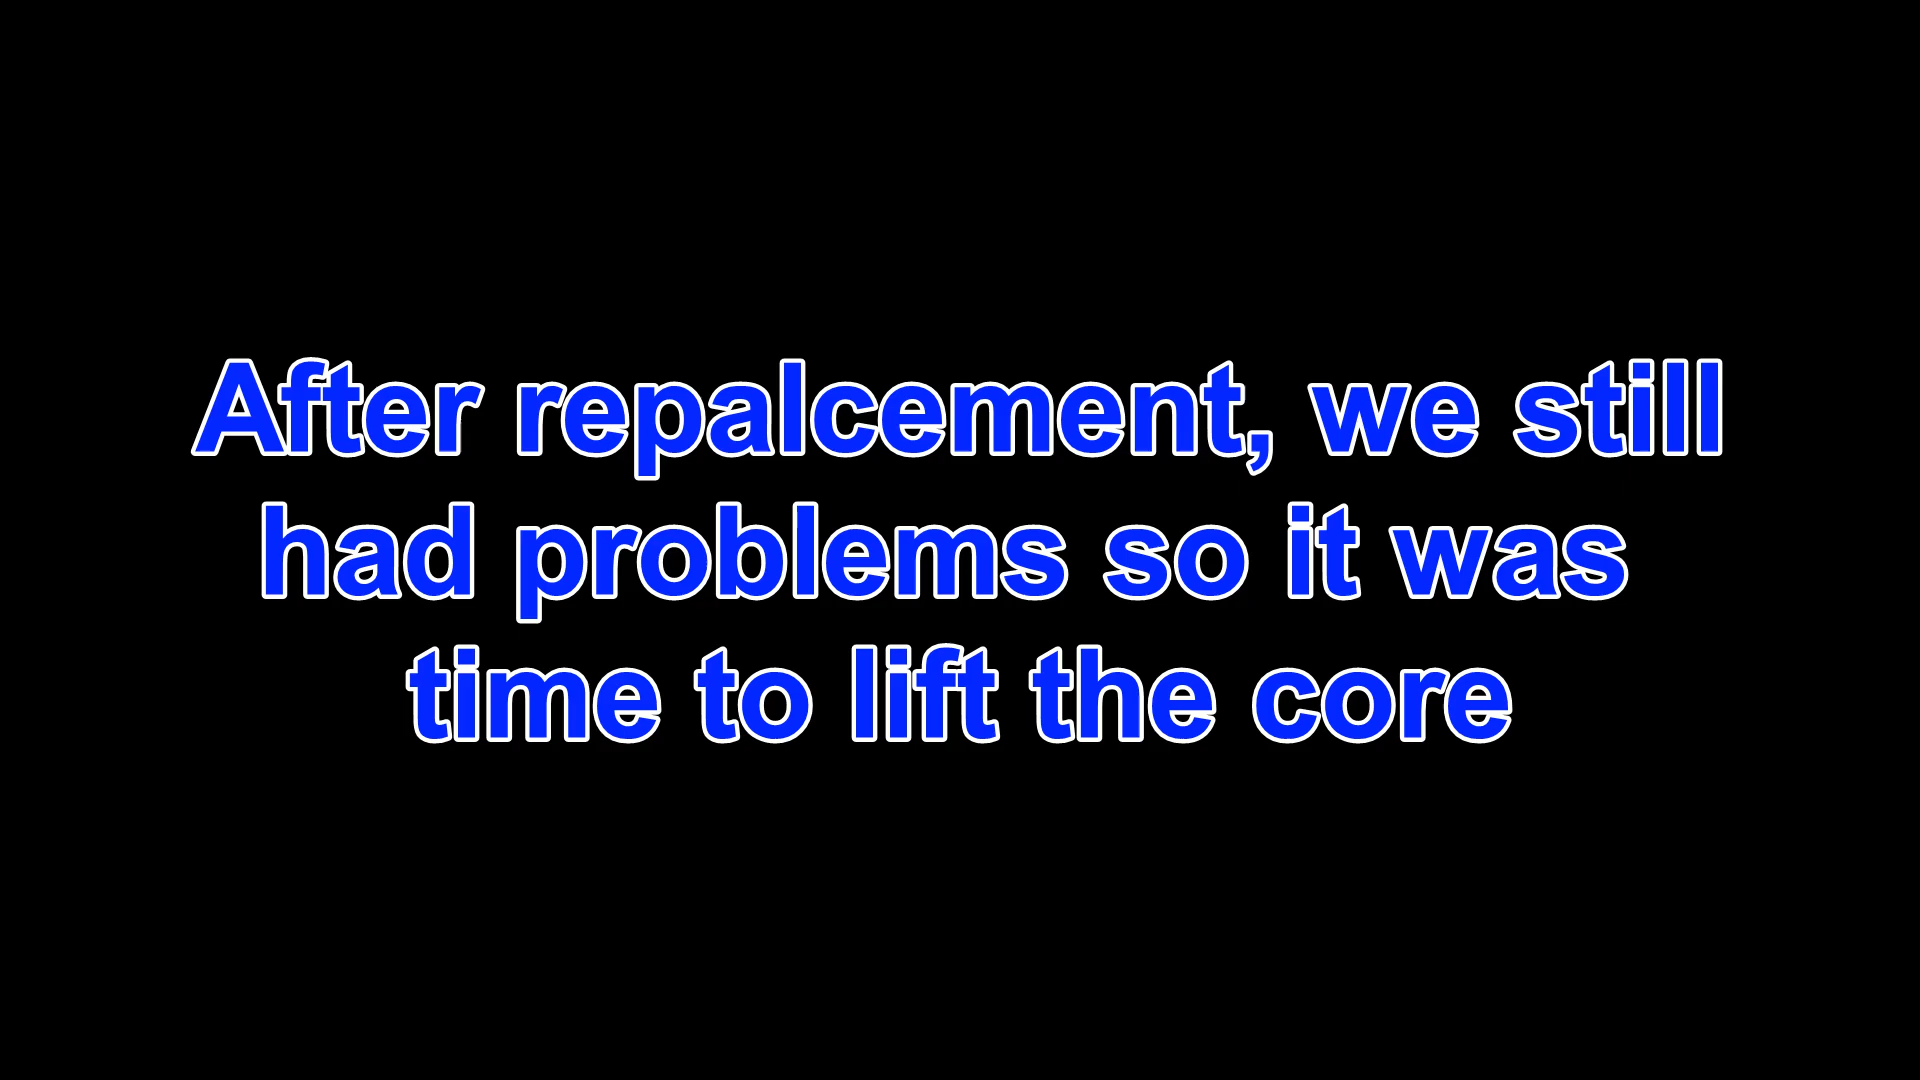 After repalcement, we still
had problems so it was
time to lift the core